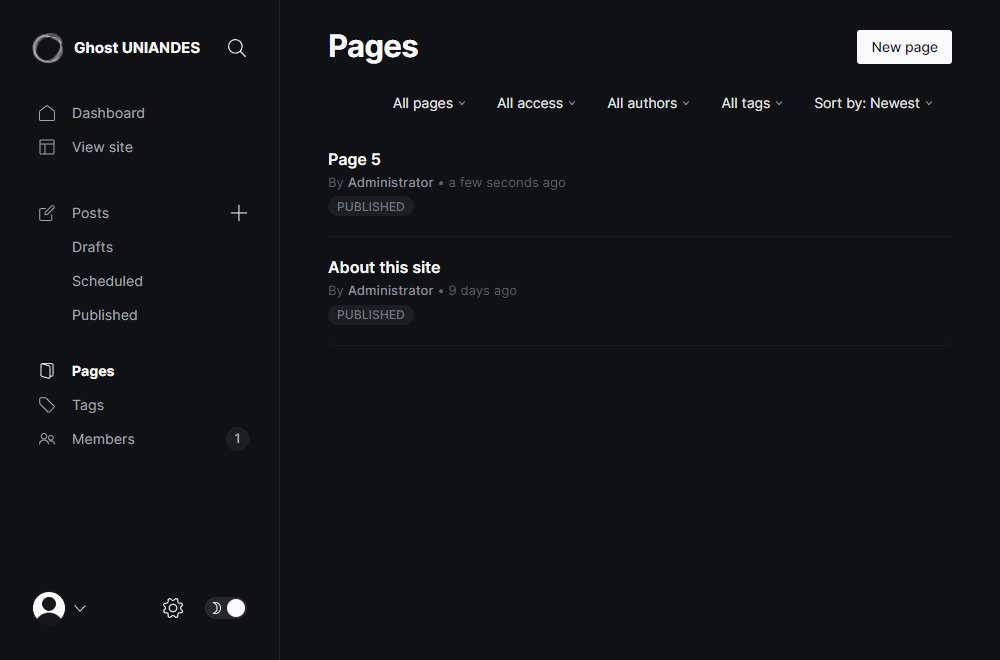 Ghost UNIANDES
Dashboard
View site
Posts
Drafts
Scheduled
Published
Pages
Tags
Members 1
Pages
New page
All pages All access All authors All tags Sort by: Newest
Page 5
By Administrator • a few seconds ago
PUBLISHED
About this site
By Administrator • 9 days ago
PUBLISHED